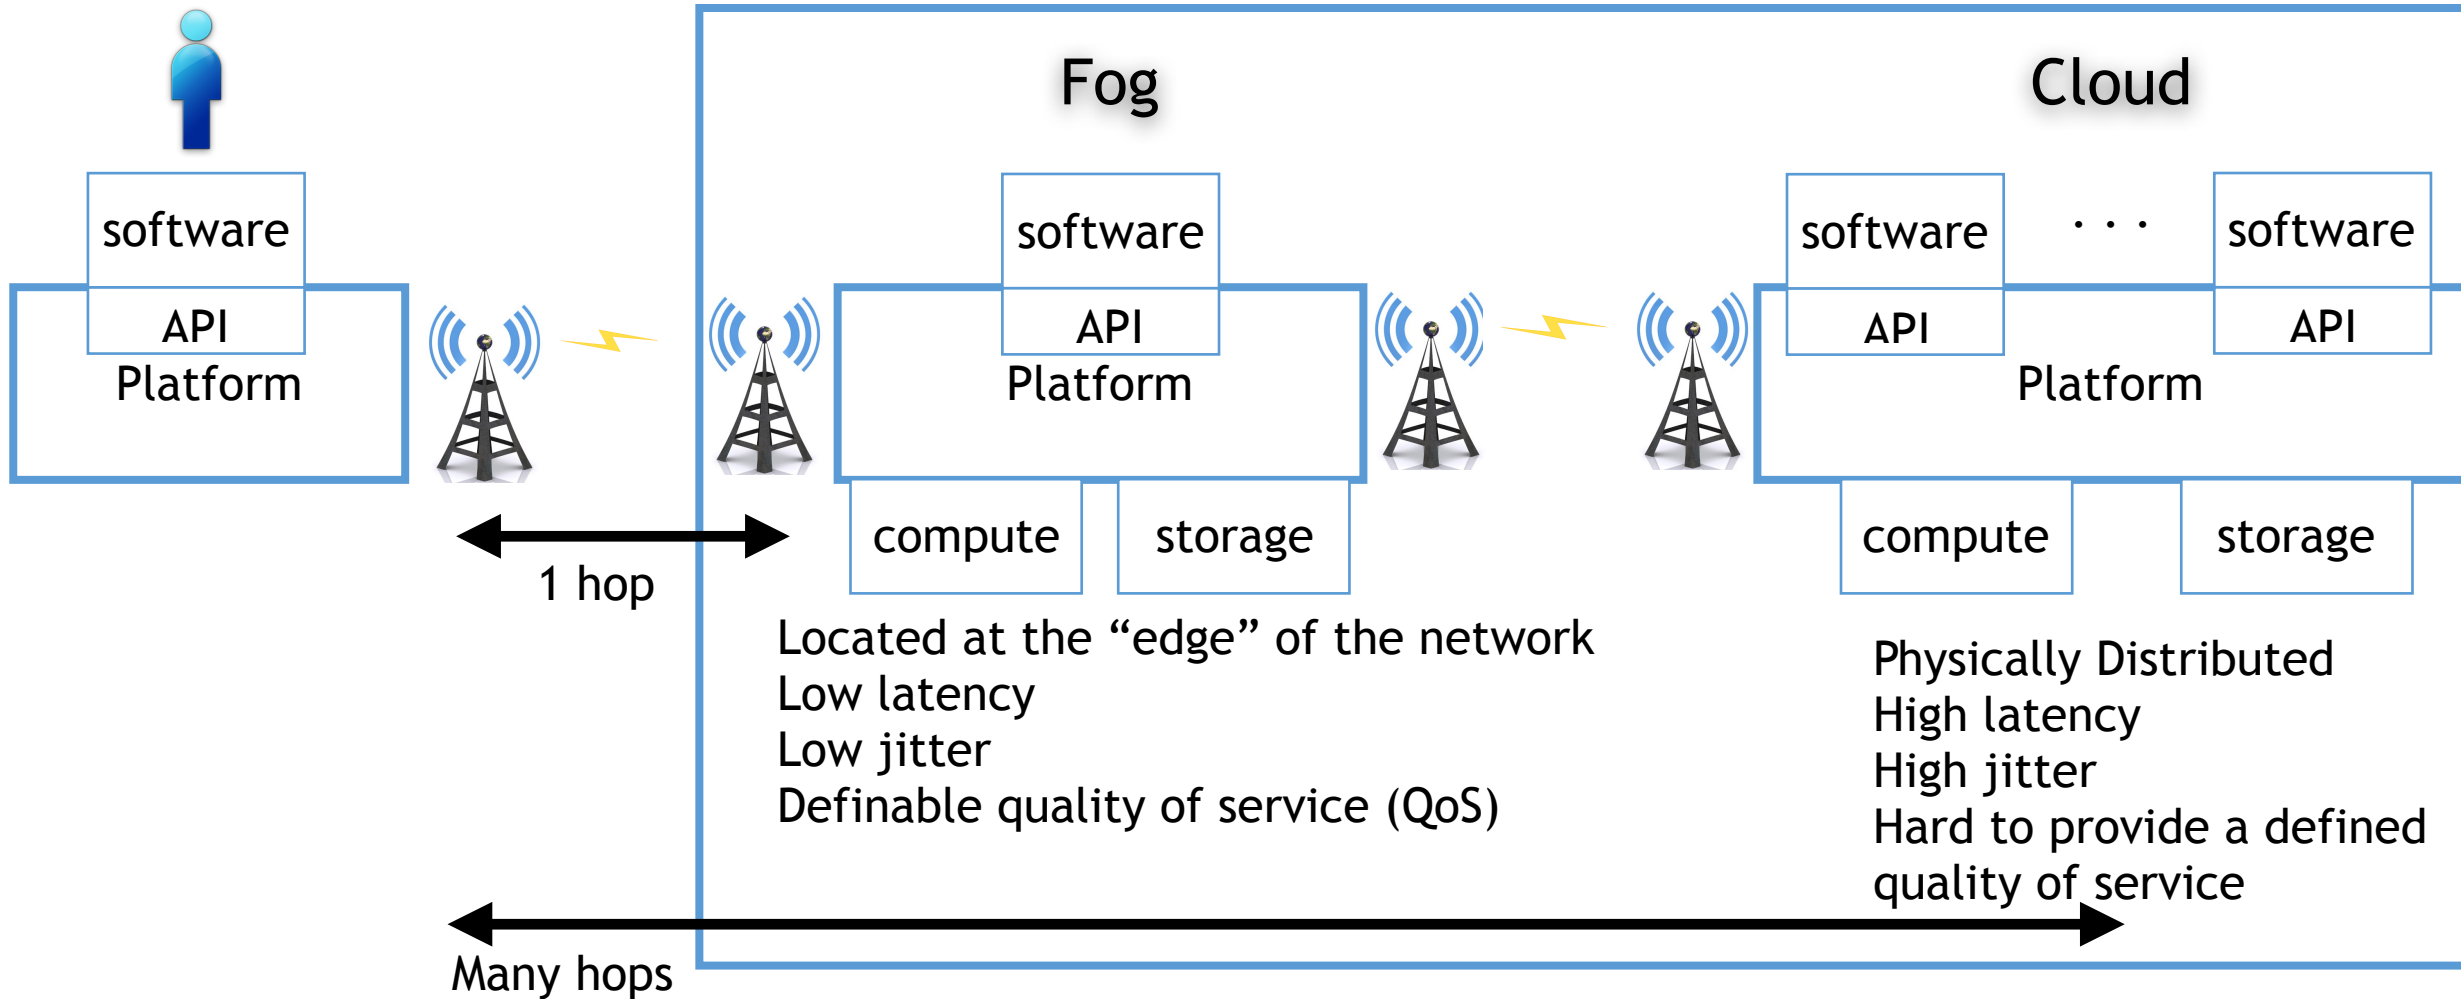 Fog
Cloud
software
software
software
. . .
software
API
API
API
API
Platform
Platform
Platform
compute
storage
compute
storage
1 hop
Located at the “edge” of the network
Low latency
Low jitter
Definable quality of service (QoS)
Physically Distributed
High latency
High jitter
Hard to provide a defined
quality of service
Many hops